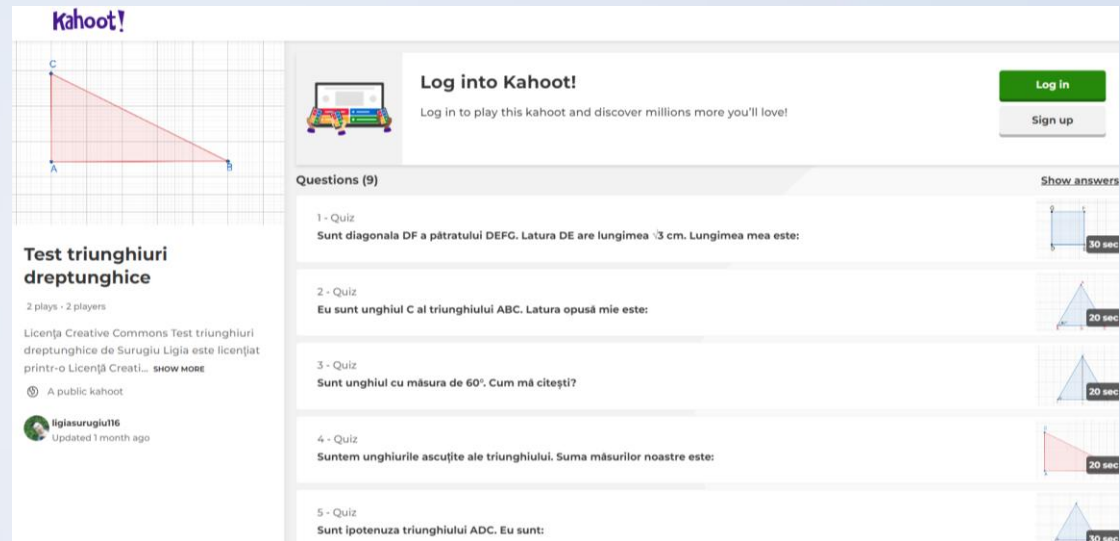 Kahoot!
C
A
B
Test triunghiuri
dreptunghice
2 plays · 2 players
Licența Creative Commons Test triunghiuri
dreptunghice de Surugiu Ligia este licențiat
printr-o Licență Creati... SHOW MORE
A public kahoot
ligiasurugiu116
Updated 1 month ago
Log into Kahoot!
Log in to play this kahoot and discover millions more you'll love!
Log in
Sign up
Questions (9)
Show answers
1 - Quiz
Sunt diagonala DF a pătratului DEFG. Latura DE are lungimea √3 cm. Lungimea mea este:
30 sec
2 - Quiz
Eu sunt unghiul C al triunghiului ABC. Latura opusă mie este:
20 sec
3 - Quiz
Sunt unghiul cu măsura de 60°. Cum mă citești?
20 sec
4 - Quiz
Suntem unghiurile ascuțite ale triunghiului. Suma măsurilor noastre este:
20 sec
5 - Quiz
Sunt ipotenuza triunghiului ADC. Eu sunt:
30 sec